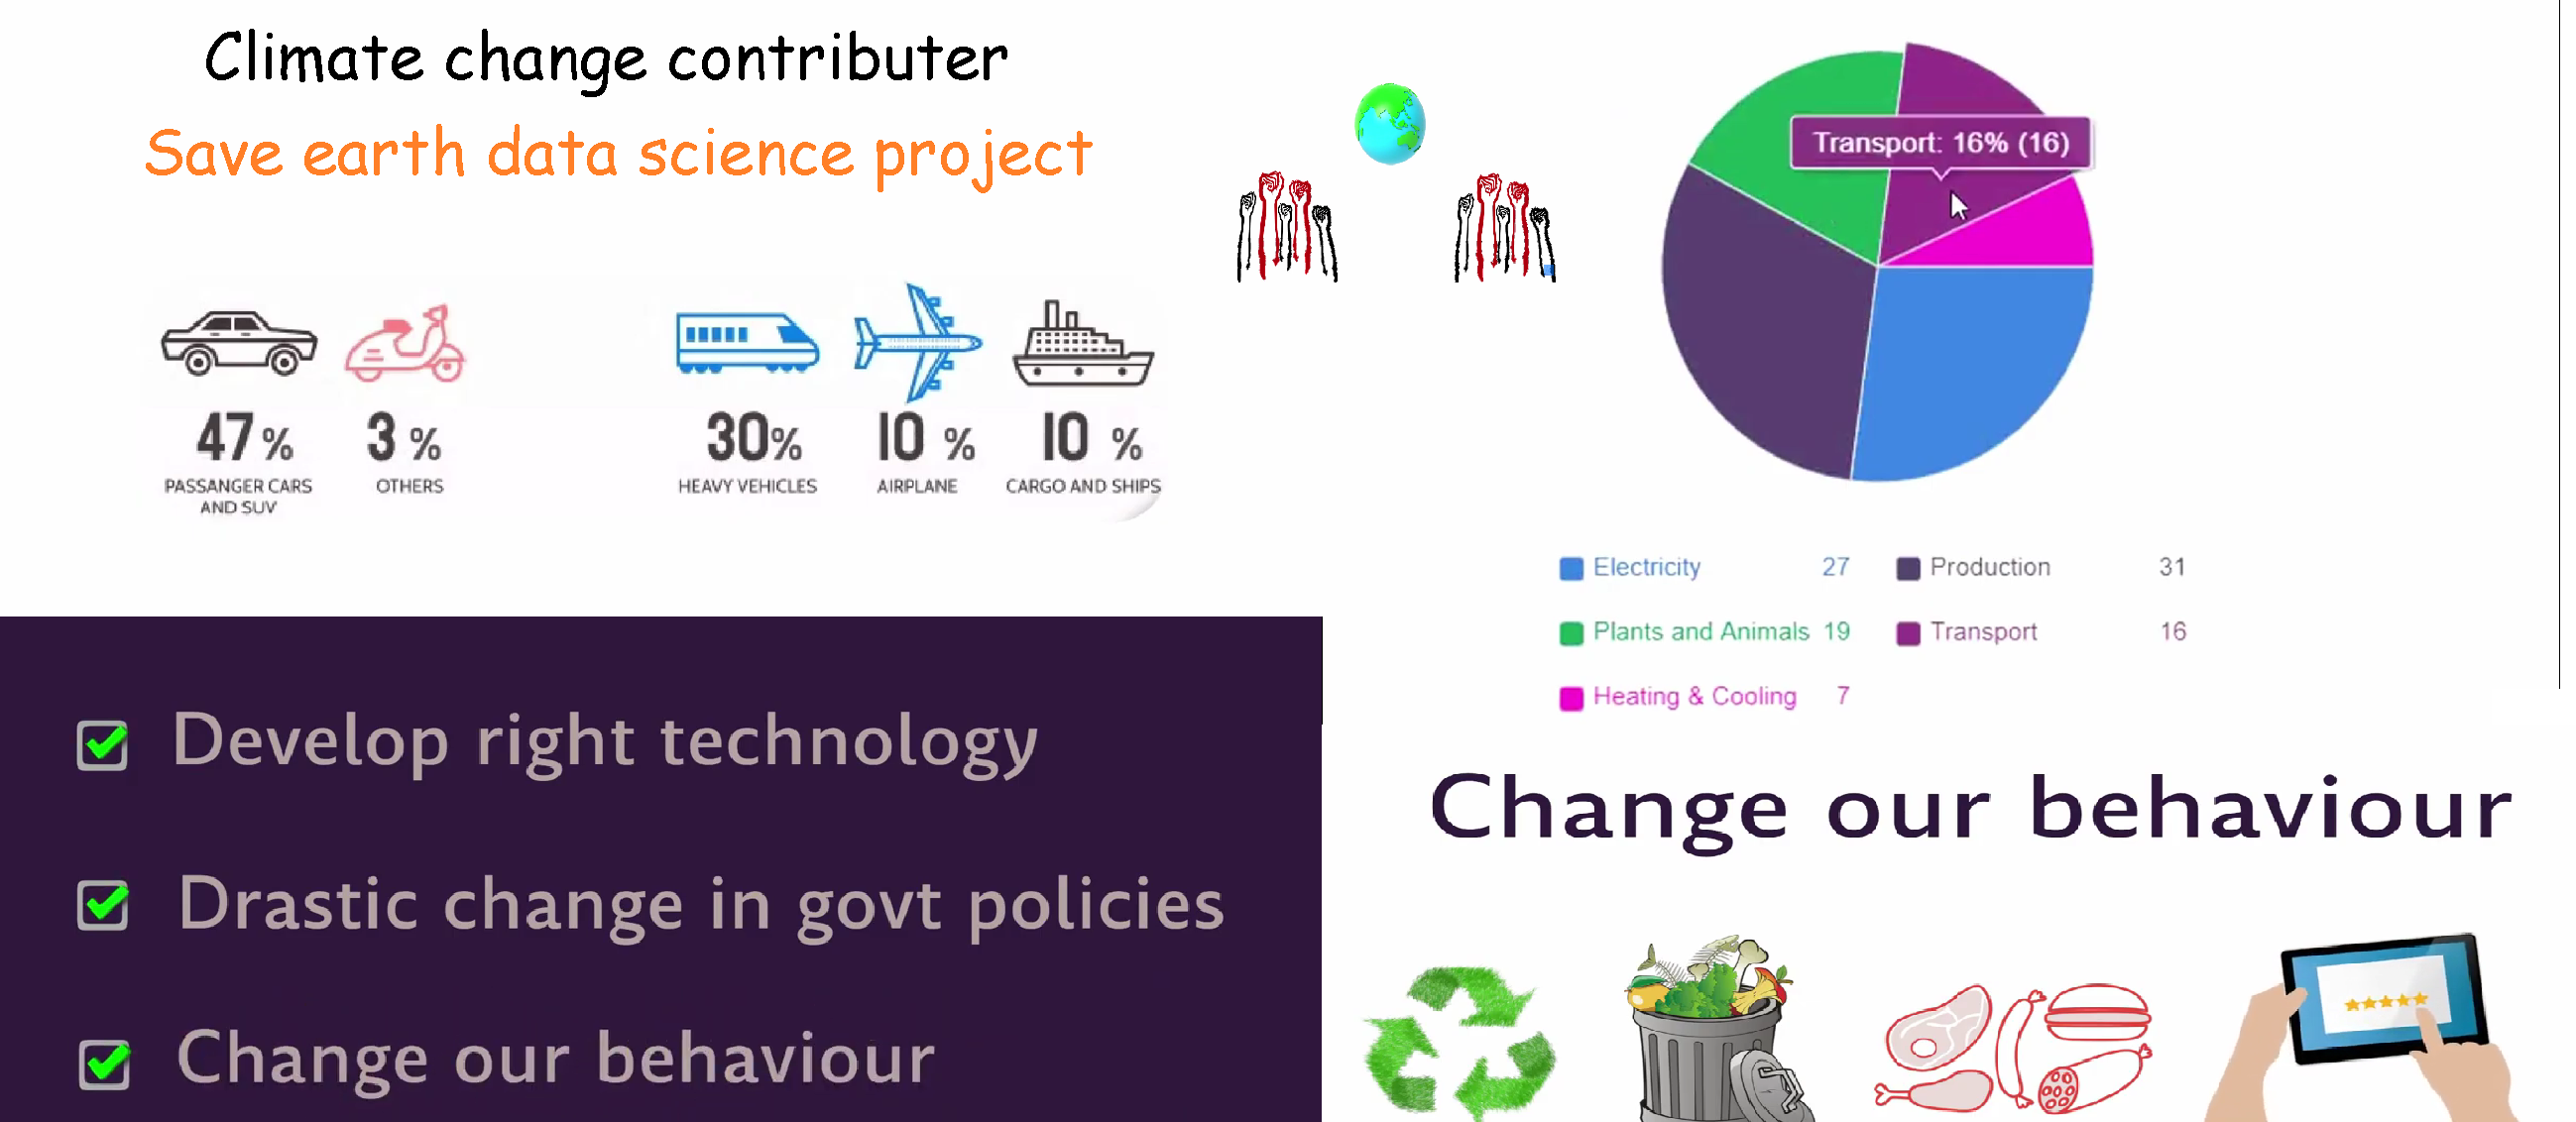 Climate change contributer
Save earth data science project
47% 3% 30% 10% 10%
PASSANGER CARS OTHERS HEAVY VEHICLES AIRPLANE CARGO AND SHIPS
AND SUV
Transport: 16% (16)
Electricity 27 Production 31
Plants and Animals 19 Transport 16
Heating & Cooling 7
Develop right technology
Drastic change in govt policies
Change our behaviour
Change our behaviour